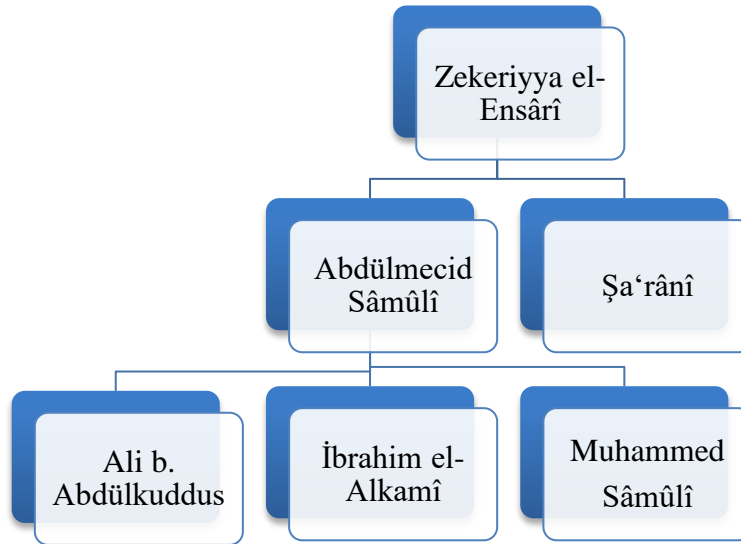 Zekeriyya el-
Ensârî
Abdülmecid
Sâmûlî
Şa‘rânî
Ali b.
Abdülkuddus
İbrahim el-
Alkamî
Muhammed
Sâmûlî